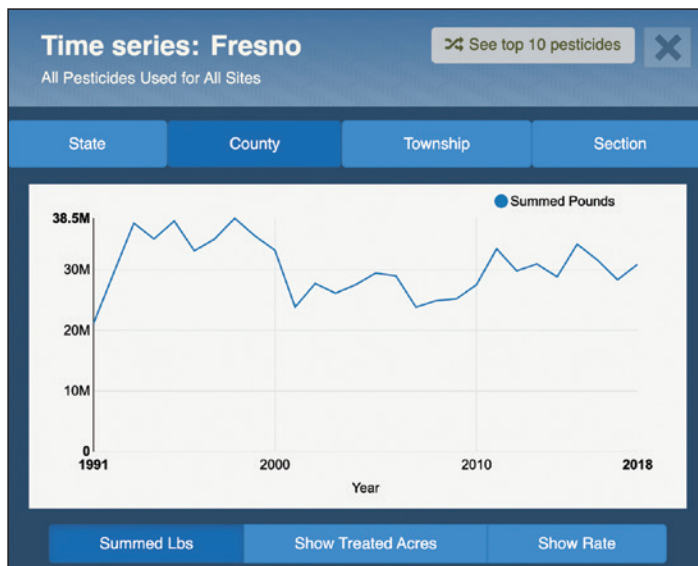 Time series: Fresno
See top 10 pesticides
All Pesticides Used for All Sites
State County Township Section
Summed Pounds
38.5M
30M
20M
10M
0
1991 2000 2010 2018
Year
Summed Lbs Show Treated Acres Show Rate